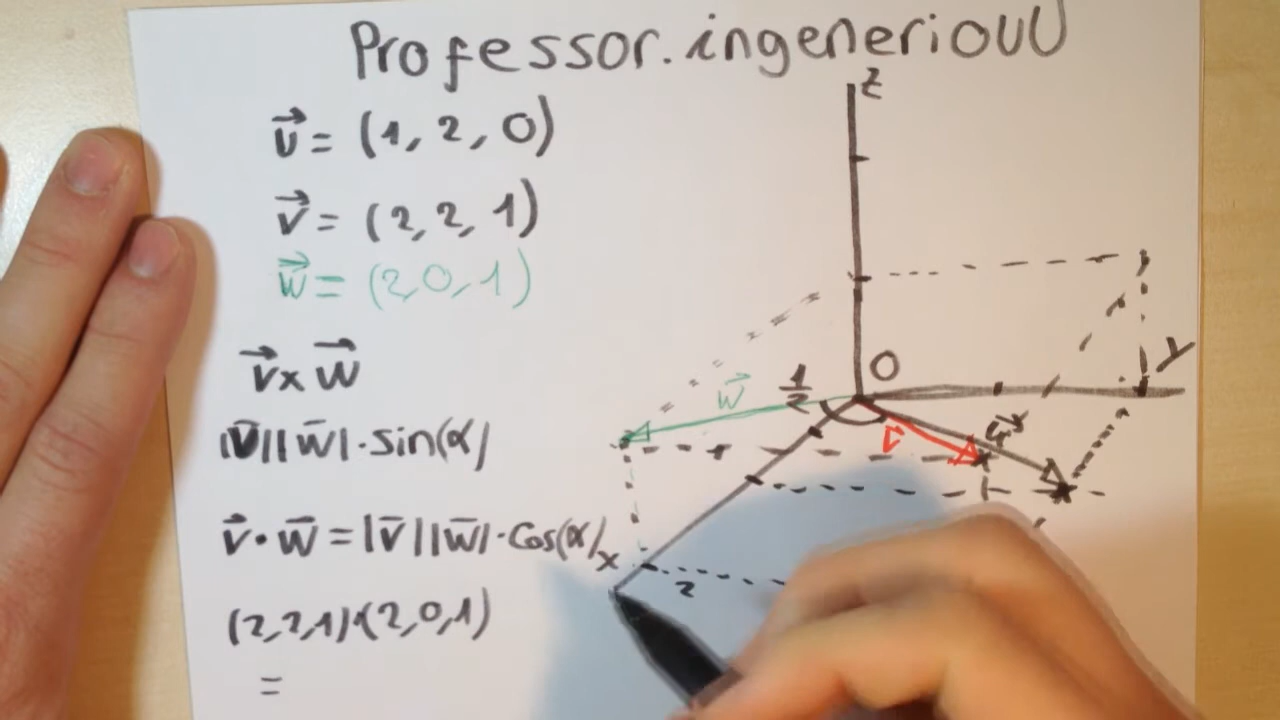 Professor.ingenerioUU
u⃗ = (1, 2, 0)
v⃗ = (2, 2, 1)
w⃗ = (2, 0, 1)
v⃗ x w⃗
|v̄||w̄|·sin(α)
v⃗·w̄ = |v̄||w̄|·cos(α)
(2,2,1)·(2,0,1)
=
z
O
y
1/2
w⃗
v⃗
u⃗
x
2